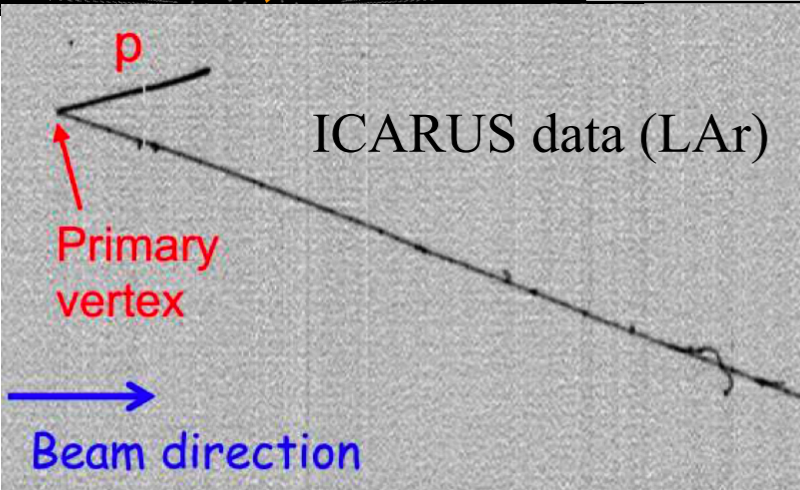 p
ICARUS data (LAr)
Primary
vertex
Beam direction